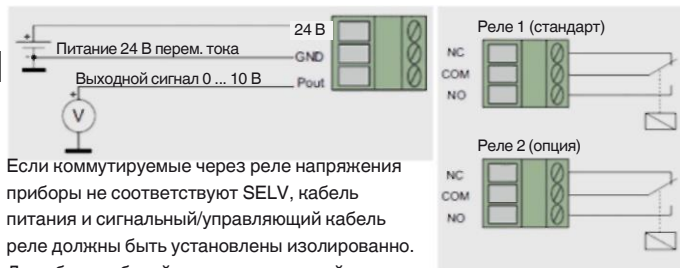 24 В
Питание 24 В перем. тока
GND
Выходной сигнал 0 ... 10 В
Pout
+
+
V
Реле 1 (стандарт)
NC
COM
NO
Реле 2 (опция)
NC
COM
NO
Если коммутируемые через реле напряжения
приборы не соответствуют SELV, кабель
питания и сигнальный/управляющий кабель
реле должны быть установлены изолированно.